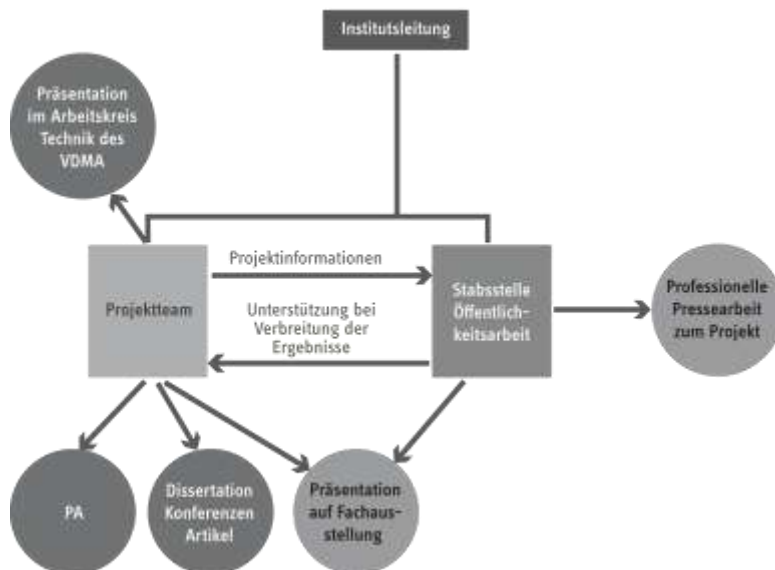 Institutsleitung
Präsentation
im Arbeitskreis
Technik des
VDMA
Projektinformationen
Projektteam
Unterstützung bei
Verbreitung der
Ergebnisse
Stabsstelle
Öffentlich-
keitsarbeit
Professionelle
Pressearbeit
zum Projekt
PA
Dissertation
Konferenzen
Artikel
Präsentation
auf Fachaus-
stellung